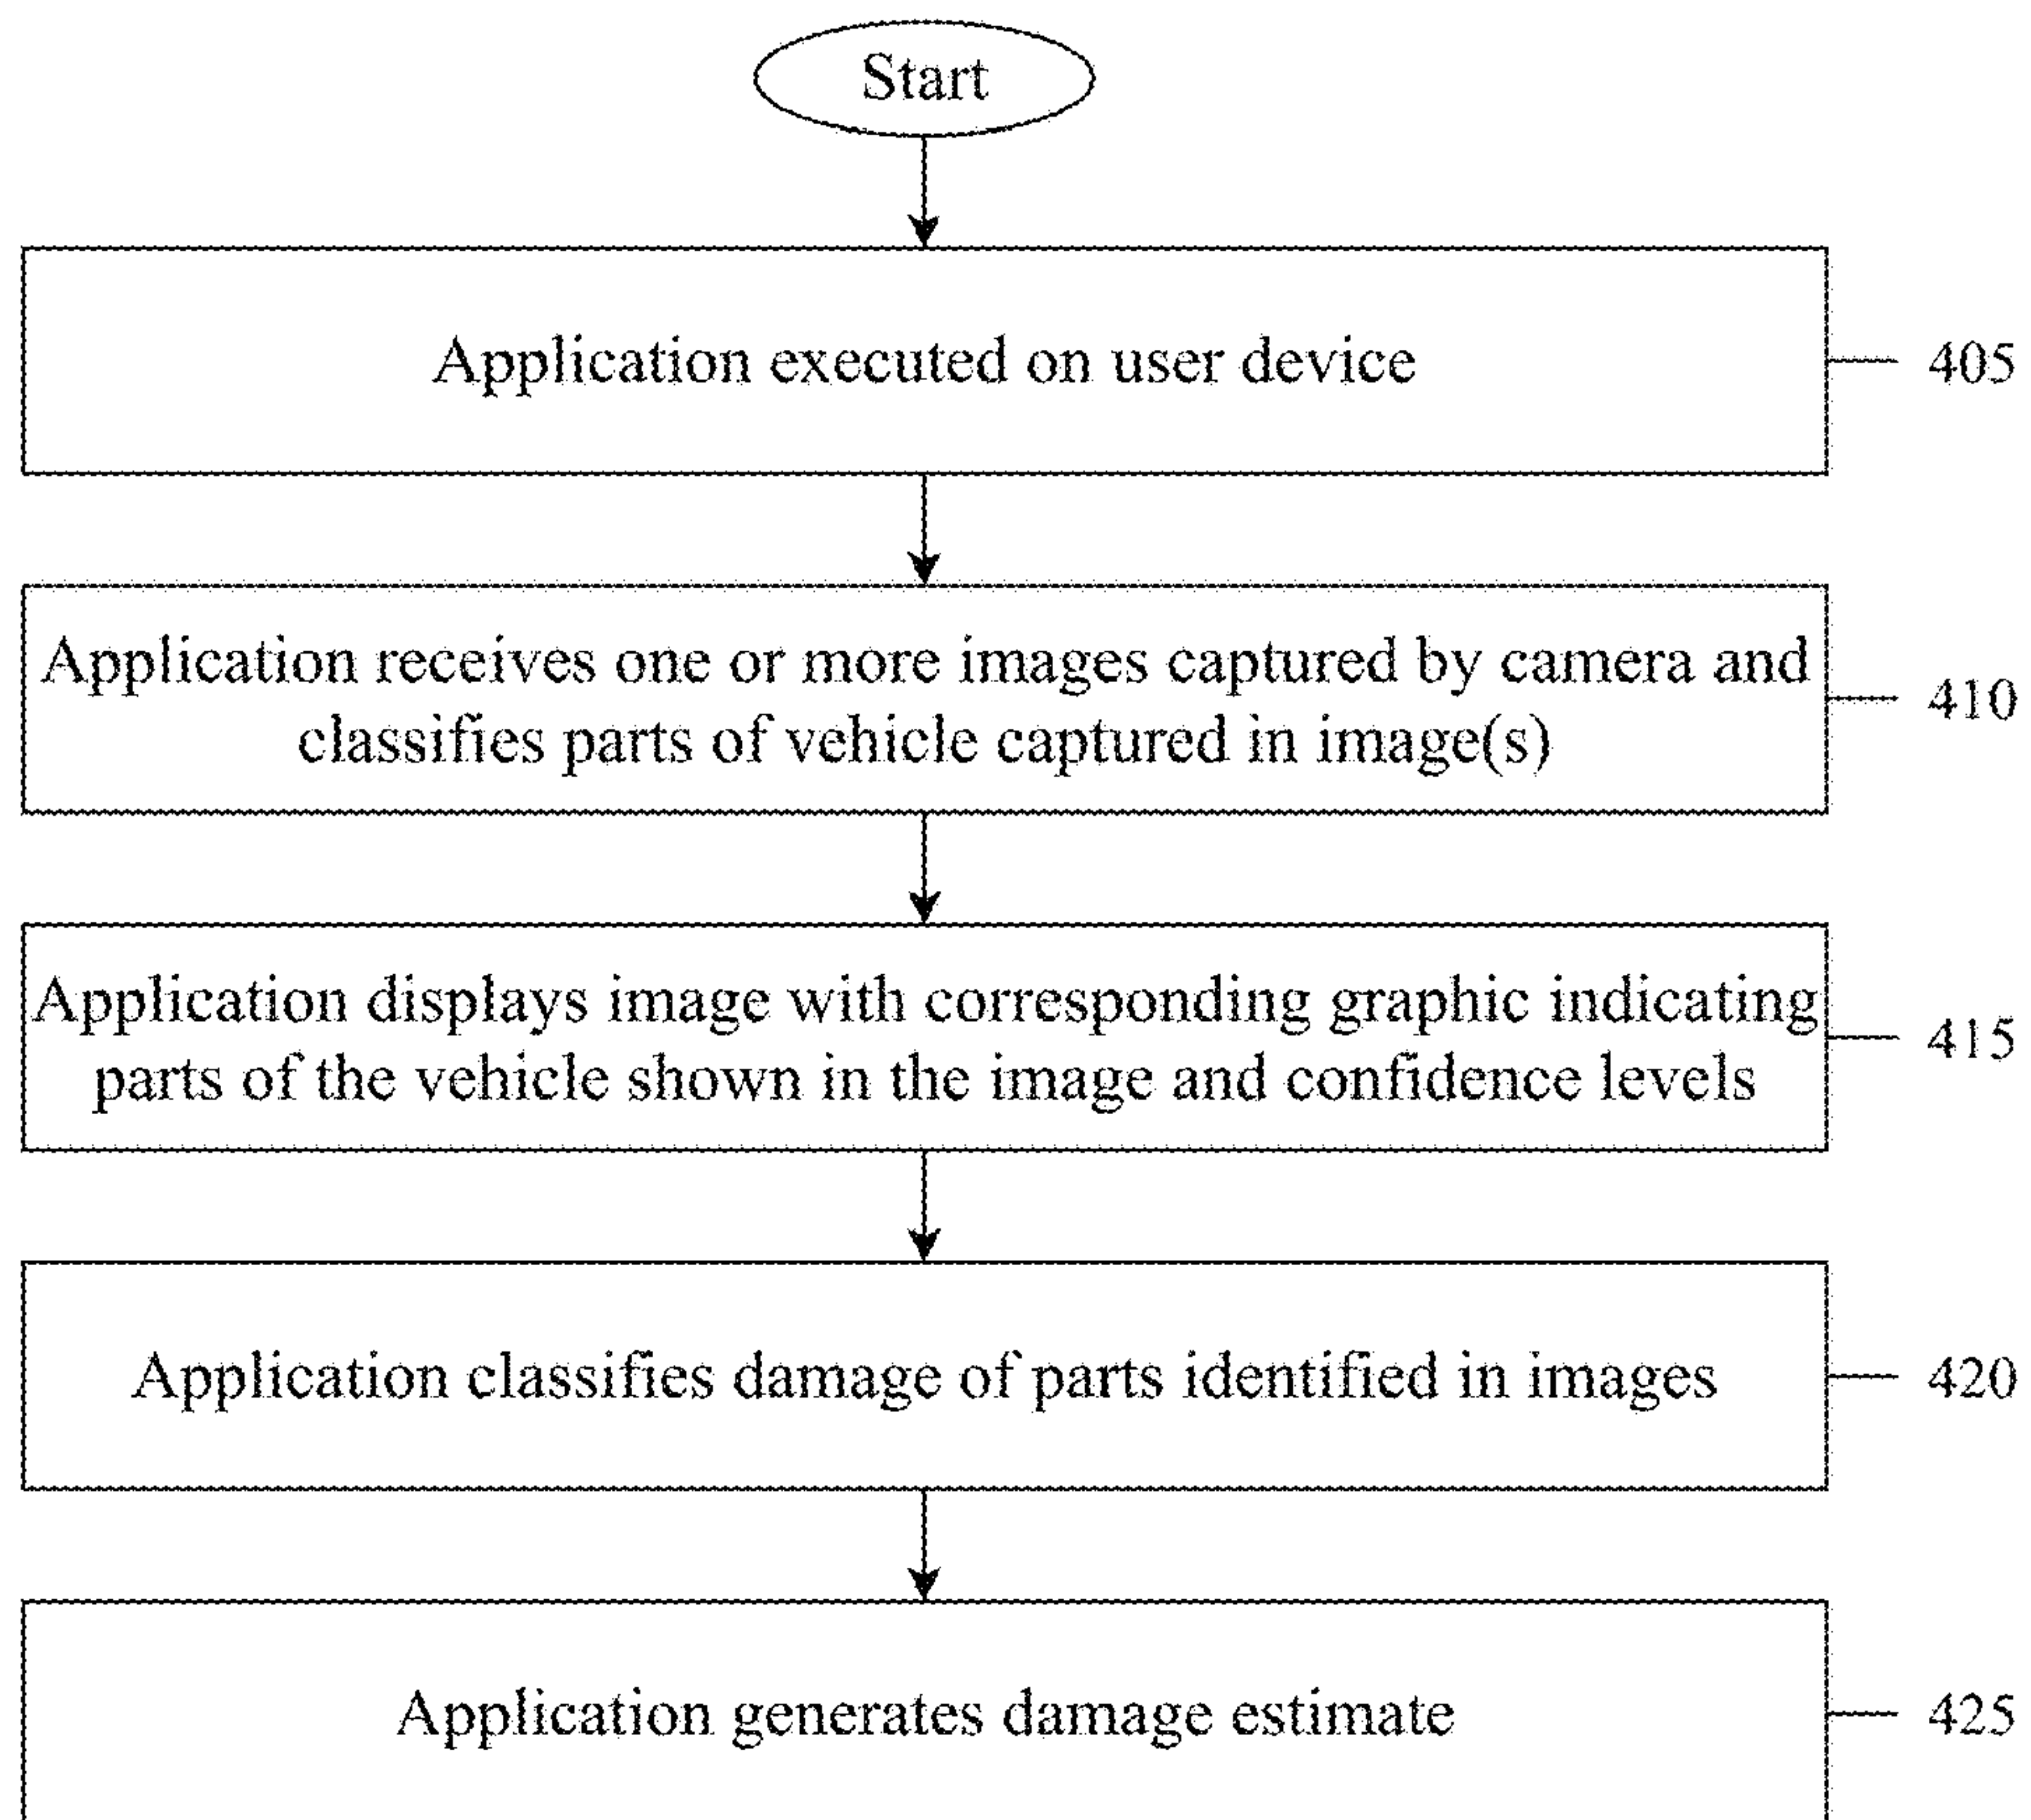 Start
Application executed on user device
405
Application receives one or more images captured by camera and
classifies parts of vehicle captured in image(s)
410
Application displays image with corresponding graphic indicating
parts of the vehicle shown in the image and confidence levels
415
Application classifies damage of parts identified in images
420
Application generates damage estimate
425